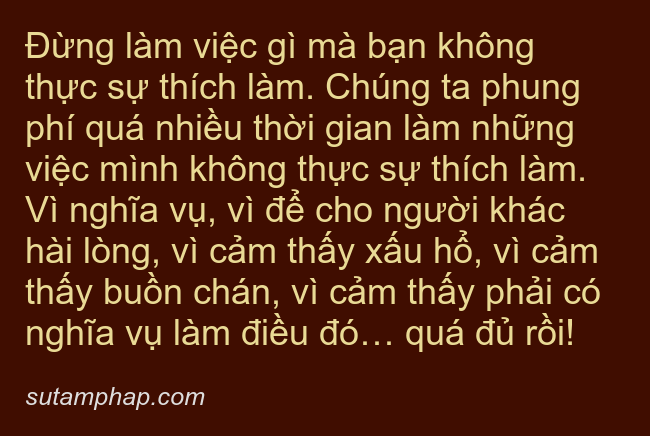 Đừng làm việc gì mà bạn không
thực sự thích làm. Chúng ta phung
phí quá nhiều thời gian làm những
việc mình không thực sự thích làm.
Vì nghĩa vụ, vì để cho người khác
hài lòng, vì cảm thấy xấu hổ, vì cảm
thấy buồn chán, vì cảm thấy phải có
nghĩa vụ làm điều đó… quá đủ rồi!
sutamphap.com